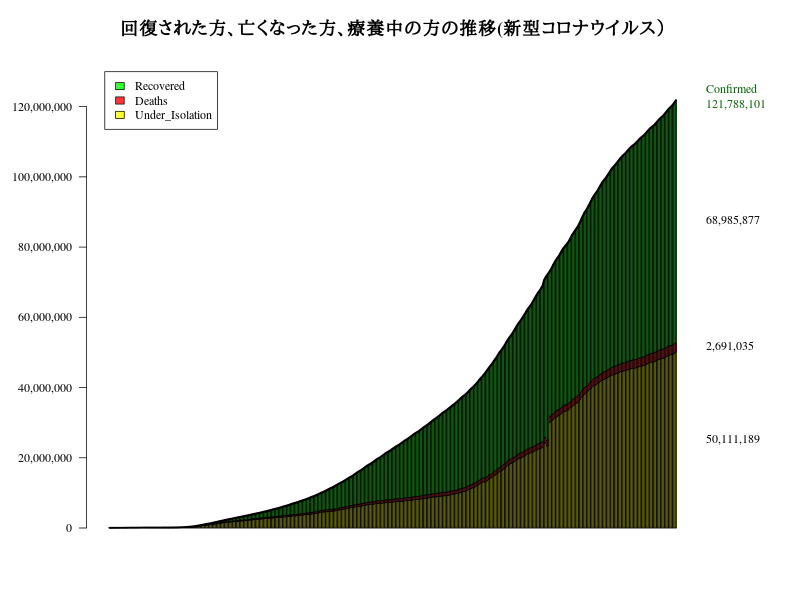 回復された方、亡くなった方、療養中の方の推移(新型コロナウイルス）
Recovered
Deaths
Under_Isolation
Confirmed
121,788,101
68,985,877
2,691,035
50,111,189
120,000,000
100,000,000
80,000,000
60,000,000
40,000,000
20,000,000
0